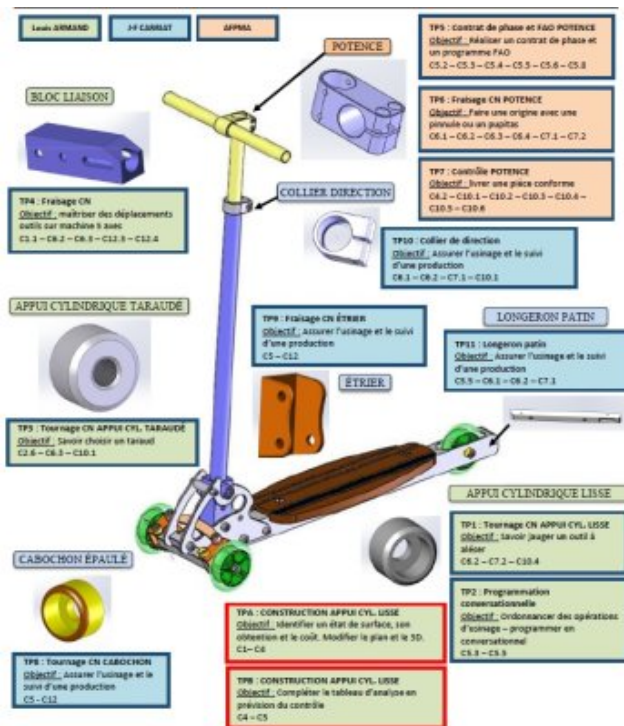 Louis ARMAND
J-F CARRIAT
AFPMA
POTENCE
TP5 : Contrat de phase et FAO POTENCE
Objectif : Réaliser un contrat de phase et
un programme FAO
C5.2 – C5.3 – C5.4 – C5.5 – C5.6 – C5.8
BLOC LIAISON
TP6 : Fraisage CN POTENCE
Objectif : Faire une origine avec une
pinnule ou un pupitas
C6.1 – C6.2 – C6.3 – C6.4 – C7.1 – C7.2
TP7 : Contrôle POTENCE
Objectif : livrer une pièce conforme
C6.2 – C10.1 – C10.2 – C10.3 – C10.4 –
C10.5 – C10.6
TP4 : Fraisage CN
Objectif : maîtriser des déplacements
outils sur machine 5 axes
C1.1 – C6.2 – C6.3 – C12.3 – C12.4
COLLIER DIRECTION
TP10 : Collier de direction
Objectif : Assurer l'usinage et le suivi
d'une production
C6.1 – C6.2 – C7.1 – C10.1
APPUI CYLINDRIQUE TARAUDÉ
TP9 : Fraisage CN ÉTRIER
Objectif : Assurer l'usinage et le suivi
d'une production
C5 – C12
LONGERON PATIN
TP11 : Longeron patin
Objectif : Assurer l'usinage et le suivi
d'une production
C5.5 – C6.1 – C6.2 – C7.1
ÉTRIER
TP3 : Tournage CN APPUI CYL. TARAUDÉ
Objectif : Savoir choisir un taraud
C2.6 – C6.3 – C10.1
APPUI CYLINDRIQUE LISSE
TP1 : Tournage CN APPUI CYL. LISSE
Objectif : Savoir jauger un outil à
aléser
C6.2 – C7.2 – C10.4
CABOCHON ÉPAULÉ
TP2 : Programmation
conversationnelle
Objectif : Ordonnancer des opérations
d'usinage – programmer en
conversationnel
C5.3 – C5.5
TPA : CONSTRUCTION APPUI CYL. LISSE
Objectif : Identifier un état de surface, son
obtention et le coût. Modifier le plan et le 3D.
C1– C4
TP8 : Tournage CN CABOCHON
Objectif : Assurer l'usinage et le
suivi d'une production
C5 - C12
TPB : CONSTRUCTION APPUI CYL. LISSE
Objectif : Compléter le tableau d'analyse en
prévision du contrôle
C4 – C5